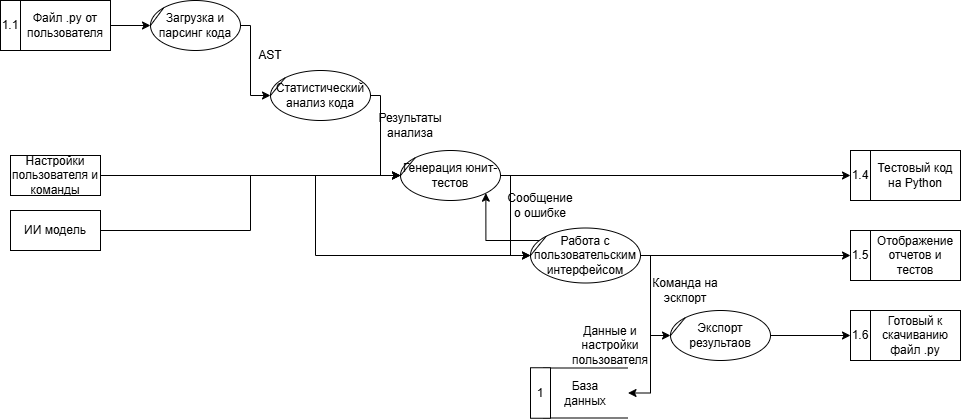 1.1
Файл .py от
пользователя
Загрузка и
парсинг кода
AST
Статистический
анализ кода
Результаты
анализа
Настройки
пользователя и
команды
Генерация юнит-
тестов
1.4
Тестовый код
на Python
ИИ модель
Сообщение
о ошибке
Работа с
пользовательским
интерфейсом
1.5
Отображение
отчетов и
тестов
Команда на
эскпорт
Экспорт
результаов
1.6
Готовый к
скачиванию
файл .py
Данные и
настройки
пользователя
1
База
данных